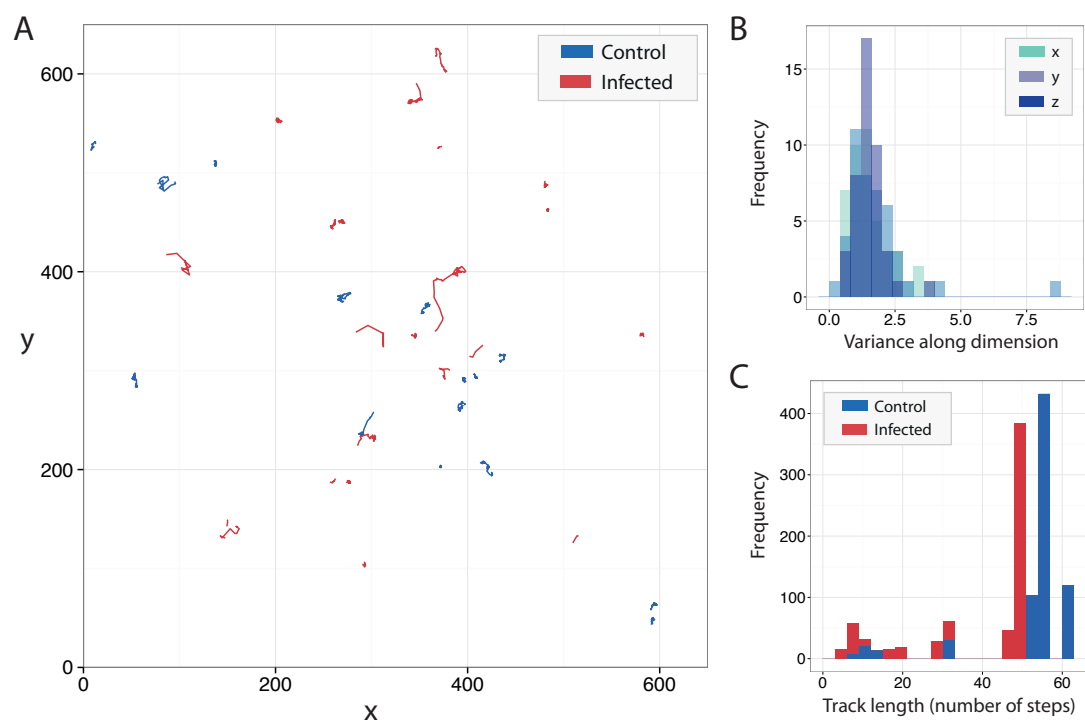 A
Control
Infected
600
400
y
200
0
0
200
400
600
x
B
x
y
z
15
10
5
0
Frequency
0.0
2.5
5.0
7.5
Variance along dimension
C
Control
Infected
400
300
200
100
0
Frequency
0
20
40
60
Track length (number of steps)